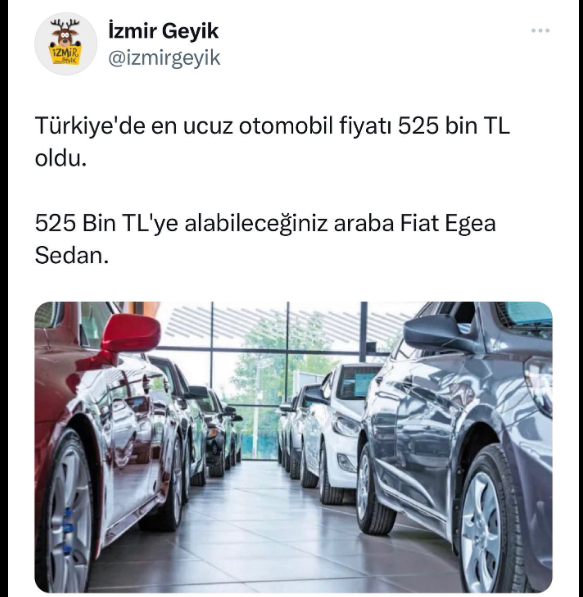 İzmir Geyik
@izmirgeyik
İZMİR
Türkiye'de en ucuz otomobil fiyatı 525 bin TL
oldu.
525 Bin TL'ye alabileceğiniz araba Fiat Egea
Sedan.